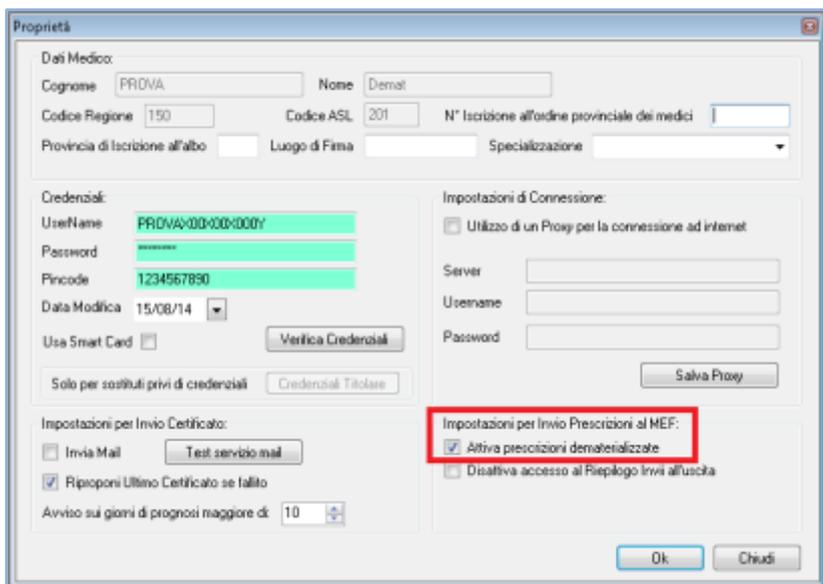 Proprietà
Dati Medico:
Cognome PROVA Nome Demat
Codice Regione 150 Codice ASL 201 N° Iscrizione all'ordine provinciale dei medici
Provincia di Iscrizione all'albo Luogo di Firma Specializzazione
Credenziali:
UserName PROVAX00X00X000Y
Password ********
Pincode 1234567890
Data Modifica 15/08/14
Usa Smart Card Verifica Credenziali
Solo per sostituti privi di credenziali Credenziali Titolare
Impostazioni di Connessione:
Utilizzo di un Proxy per la connessione ad internet
Server
Username
Password
Salva Proxy
Impostazioni per Invio Certificato:
Invia Mail Test servizio mail
Riproponi Ultimo Certificato se fallito
Avviso sui giorni di prognosi maggiore di: 10
Impostazioni per Invio Prescrizioni al MEF:
Attiva prescrizioni dematerializzate
Disattiva accesso al Riepilogo Invii all'uscita
Ok Chiudi